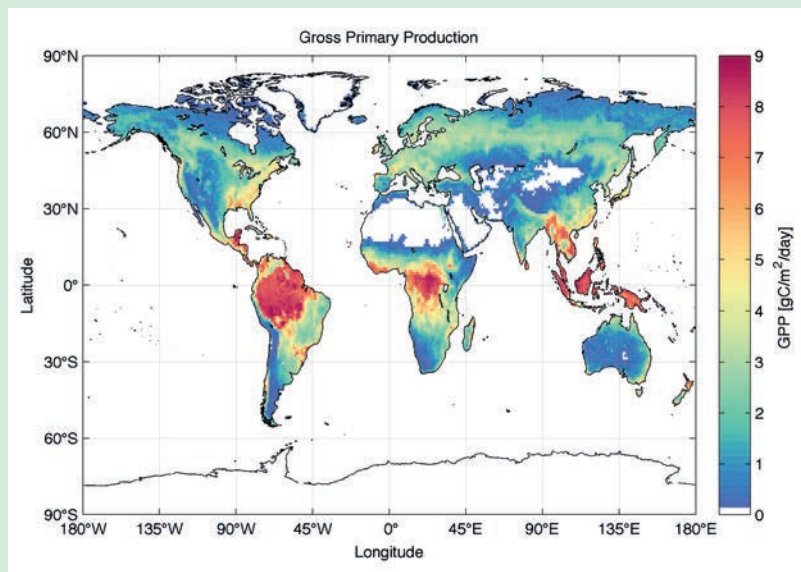 Gross Primary Production
90°N
60°N
30°N
0°
30°S
60°S
90°S
Latitude
180°W
135°W
90°W
45°W
0°
45°E
90°E
135°E
180°E
Longitude
9
8
7
6
5
4
3
2
1
0
GPP [gC/m²/day]